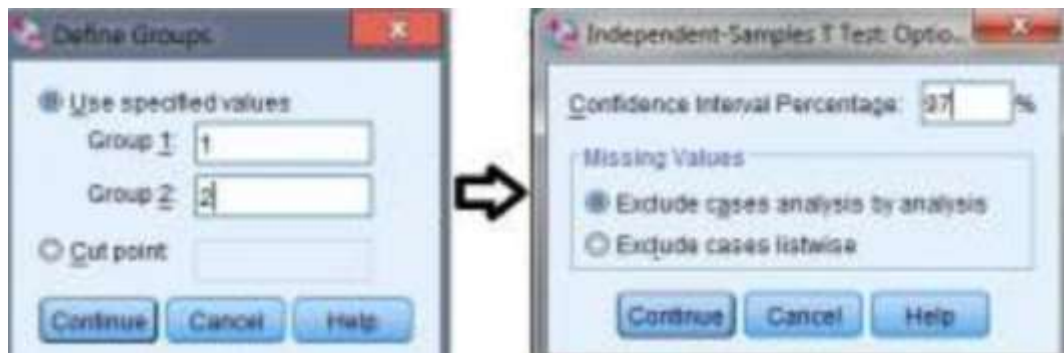 Define Groups
Use specified values
Group 1: 1
Group 2: 2
Cut point:
Continue Cancel Help
Independent-Samples T Test: Optio...
Confidence Interval Percentage: 97 %
Missing Values
Exclude cases analysis by analysis
Exclude cases listwise
Continue Cancel Help